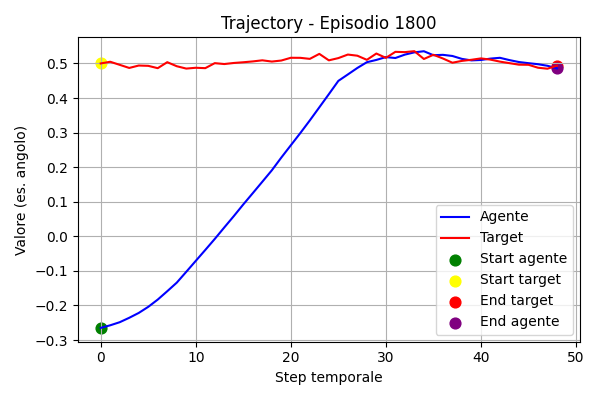 Trajectory - Episodio 1800
Valore (es. angolo)
0.5
0.4
0.3
0.2
0.1
0.0
−0.1
−0.2
−0.3
Agente
Target
Start agente
Start target
End target
End agente
0 10 20 30 40 50
Step temporale